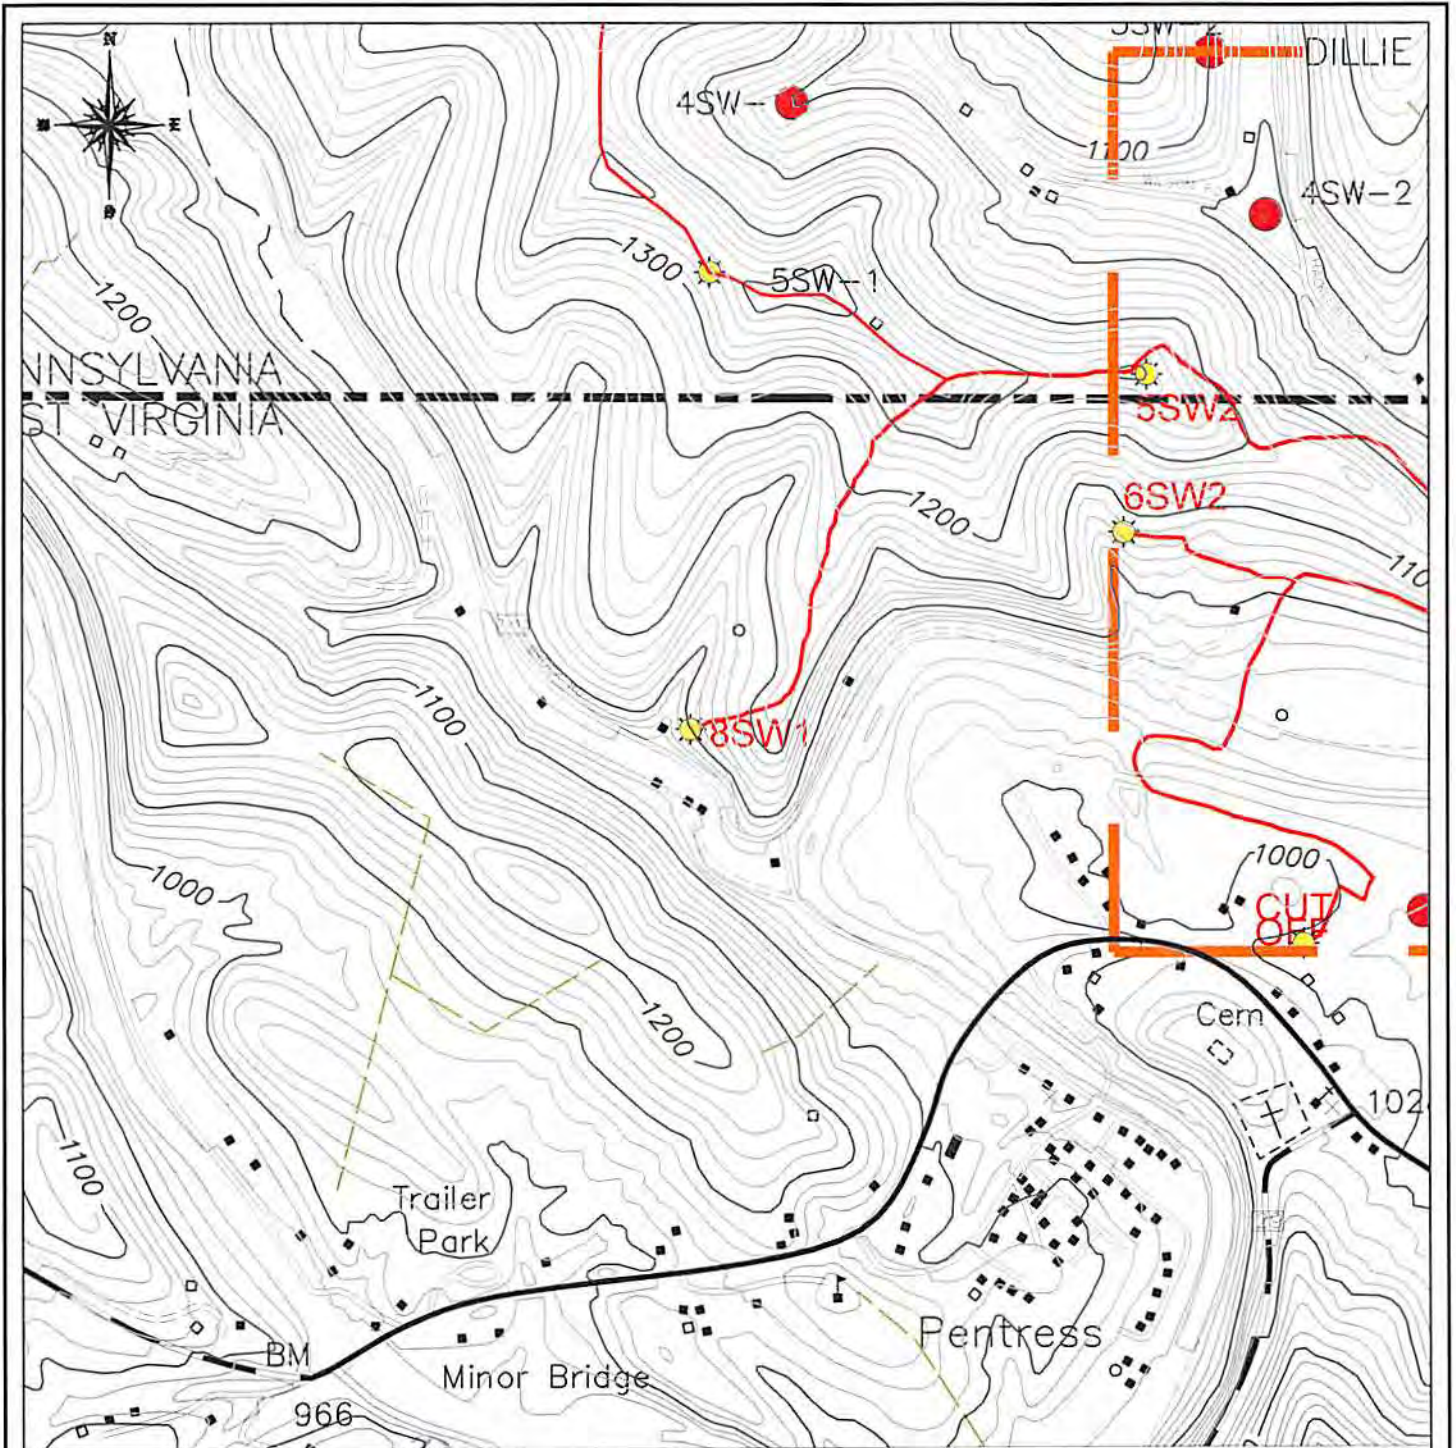 N
DILLIE
4SW-
1100
4SW-2
1300
5SW-1
1200
NNSYLVANIA
ST VIRGINIA
5SW2
6SW2
1200
110
8SW1
1100
1000
1000
CUT
OFF
1200
Cem
102
1100
Trailer
Park
Pentress
BM
Minor Bridge
966